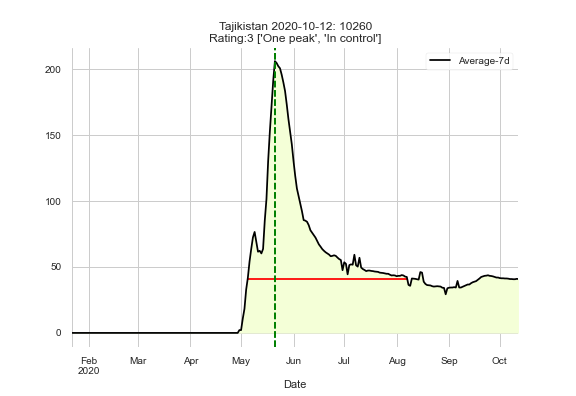 Tajikistan 2020-10-12: 10260
Rating:3 ['One peak', 'In control']
Average-7d
200
150
100
50
0
Feb Mar Apr May Jun Jul Aug Sep Oct
2020
Date